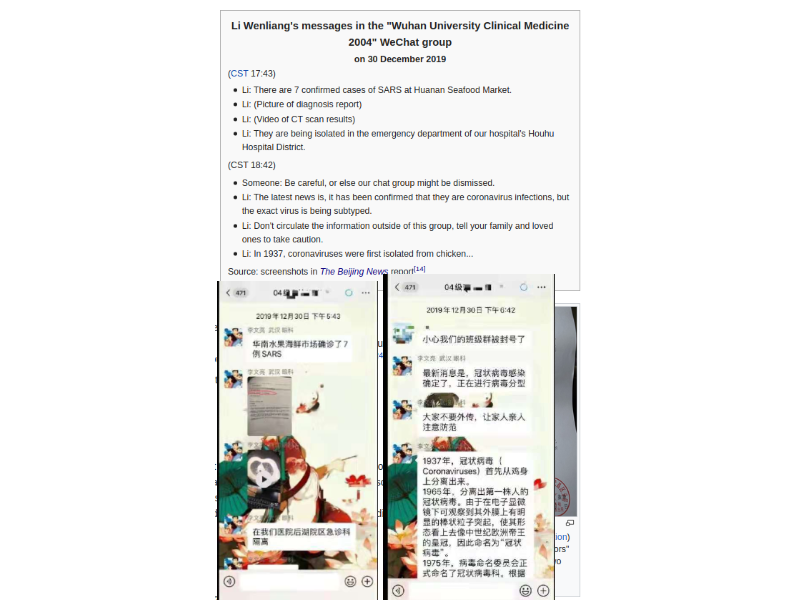 Li Wenliang's messages in the "Wuhan University Clinical Medicine
2004" WeChat group
on 30 December 2019
(CST 17:43)
Li: There are 7 confirmed cases of SARS at Huanan Seafood Market.
Li: (Picture of diagnosis report)
Li: (Video of CT scan results)
Li: They are being isolated in the emergency department of our hospital's Houhu
Hospital District.
(CST 18:42)
Someone: Be careful, or else our chat group might be dismissed.
Li: The latest news is, it has been confirmed that they are coronavirus infections, but
the exact virus is being subtyped.
Li: Don't circulate the information outside of this group, tell your family and loved
ones to take caution.
Li: In 1937, coronaviruses were first isolated from chicken...
Source: screenshots in The Beijing News report[14]
471
04级
2019年12月30日 下午5:43
李文亮 武汉 眼科
华南水果海鲜市场确诊了7
例SARS
李文亮 武汉 眼科
在我们医院后湖院区急诊科
隔离
471
04级
2019年12月30日 下午6:42
小心我们的班级群被封号了
李文亮 武汉 眼科
最新消息是，冠状病毒感染
确定了，正在进行病毒分型
大家不要外传，让家人亲人
注意防范
1937年，冠状病毒（
Coronaviruses）首先从鸡身
上分离出来。
1965年，分离出第一株人的
冠状病毒。由于在电子显微
镜下可观察到其外膜上有明
显的棒状粒子突起，使其形
态看上去像中世纪欧洲帝王
的皇冠，因此命名为“冠状
病毒”。
1975年，病毒命名委员会正
式命名了冠状病毒科。根据